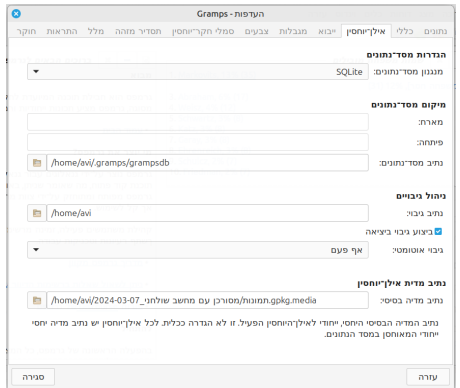 Gramps - העדפות
נתונים כללי אילן־יוחסין ייבוא מגבלות צבעים סמלי חקר־יוחסין תסדיר מזהה מלל התראות חוקר
הגדרות מסד־נתונים
מנגנון מסד־נתונים: SQLite
מיקום מסד־נתונים
מארח:
פיתחה:
נתיב מסד־נתונים: /home/avi/.gramps/grampsdb
ניהול גיבויים
נתיב גיבוי: /home/avi
ביצוע גיבוי ביציאה
גיבוי אוטומטי: אף פעם
נתיב מדית אילן־יוחסין
נתיב מדיה בסיסי: /home/avi/2024-03-07_מסורכן עם מחשב שולחני/תמונות.gpkg.media
נתיב המדיה הבסיסי היחסי, ייחודי לאילן־היוחסין הפעיל. זו לא הגדרה ככלית. לכל אילן־יוחסין יש נתיב מדיה יחסי
ייחודי המאוחסן במסד הנתונים.
עזרה סגירה